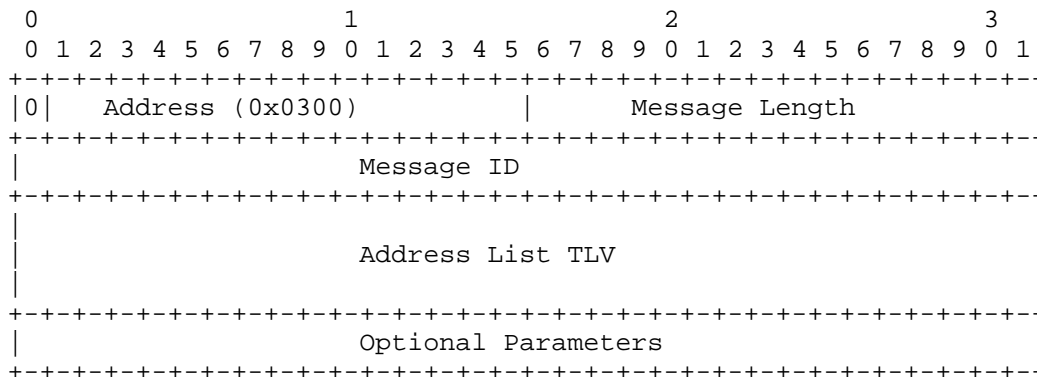 0                   1                   2                   3
 0 1 2 3 4 5 6 7 8 9 0 1 2 3 4 5 6 7 8 9 0 1 2 3 4 5 6 7 8 9 0 1
+-+-+-+-+-+-+-+-+-+-+-+-+-+-+-+-+-+-+-+-+-+-+-+-+-+-+-+-+-+-+-+--
|0|   Address (0x0300)          |      Message Length
+-+-+-+-+-+-+-+-+-+-+-+-+-+-+-+-+-+-+-+-+-+-+-+-+-+-+-+-+-+-+-+--
|                     Message ID
+-+-+-+-+-+-+-+-+-+-+-+-+-+-+-+-+-+-+-+-+-+-+-+-+-+-+-+-+-+-+-+--
|
|                     Address List TLV
|
+-+-+-+-+-+-+-+-+-+-+-+-+-+-+-+-+-+-+-+-+-+-+-+-+-+-+-+-+-+-+-+--
|                     Optional Parameters
+-+-+-+-+-+-+-+-+-+-+-+-+-+-+-+-+-+-+-+-+-+-+-+-+-+-+-+-+-+-+-+--